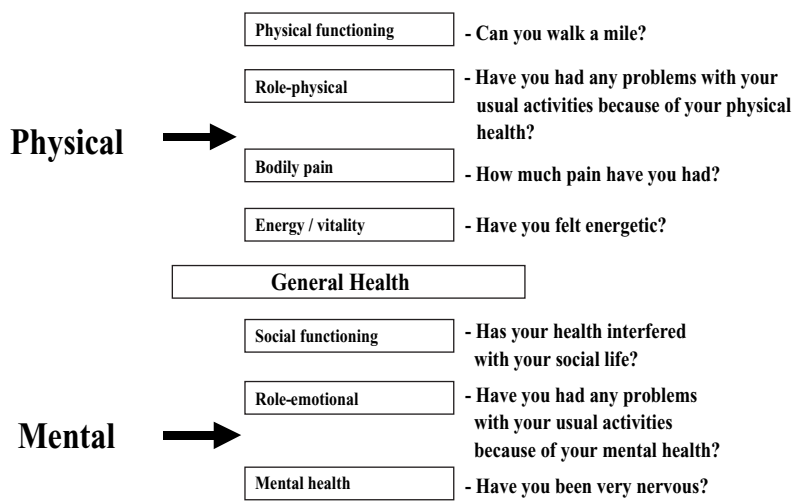 Physical functioning
- Can you walk a mile?
Role-physical
- Have you had any problems with your
usual activities because of your physical
health?
Physical
Bodily pain
- How much pain have you had?
Energy / vitality
- Have you felt energetic?
General Health
Social functioning
- Has your health interfered
with your social life?
Role-emotional
- Have you had any problems
with your usual activities
because of your mental health?
Mental
Mental health
- Have you been very nervous?